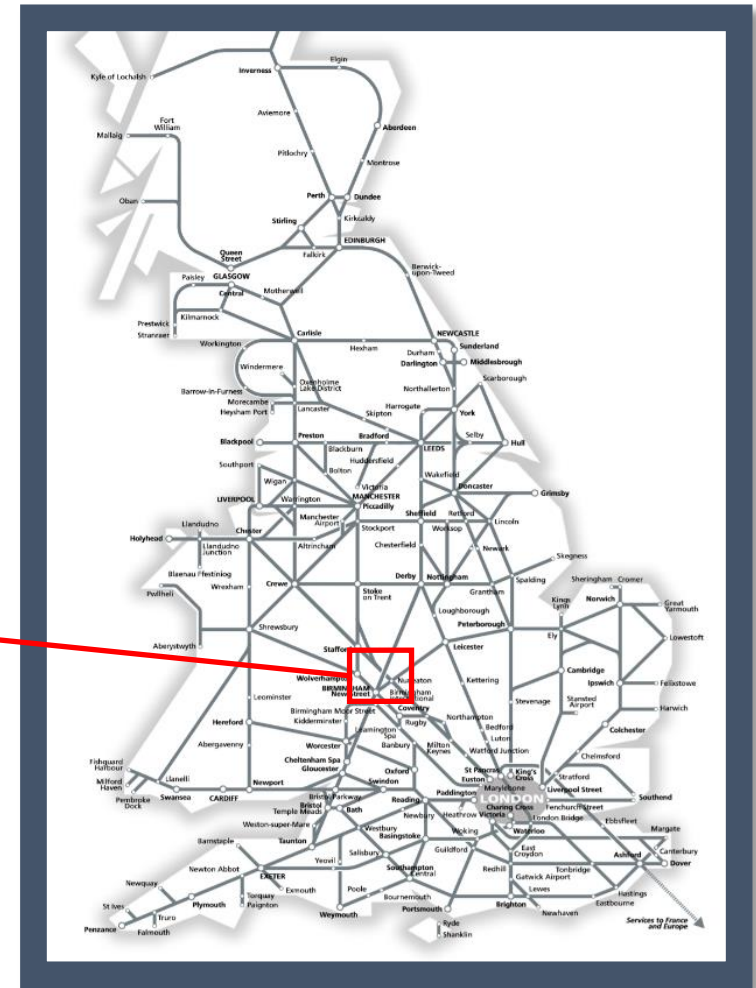 Elgin
Inverness
Kyle of Lochalsh
Aviemore
Fort
William
Aberdeen
Mallaig
Pitlochry
Montrose
Perth
Dundee
Oban
Stirling
Kirkcaldy
EDINBURGH
Queen
Street
Falkirk
Berwick-
upon-Tweed
Paisley
GLASGOW
Central
Motherwell
Prestwick
Kilmarnock
Stranraer
Carlisle
NEWCASTLE
Workington
Hexham
Sunderland
Durham
Darlington
Middlesbrough
Windermere
Oxenholme
Lake District
Scarborough
Barrow-in-Furness
Northallerton
Morecambe
Heysham Port
Lancaster
Harrogate
York
Skipton
Blackpool
Preston
Bradford
LEEDS
Selby
Hull
Blackburn
Huddersfield
Southport
Bolton
Wakefield
Wigan
Victoria
Doncaster
Grimsby
LIVERPOOL
Warrington
MANCHESTER
Piccadilly
Manchester
Airport
Sheffield
Retford
Llandudno
Chester
Stockport
Worksop
Lincoln
Holyhead
Llandudno
Junction
Altrincham
Chesterfield
Newark
Skegness
Blaenau Ffestiniog
Wrexham
Crewe
Stoke
on Trent
Derby
Nottingham
Grantham
Spalding
Sheringham
Cromer
Pwllheli
Kings
Lynn
Norwich
Great
Yarmouth
Loughborough
Peterborough
Shrewsbury
Ely
Lowestoft
Aberystwyth
Stafford
Leicester
Wolverhampton
Nuneaton
Cambridge
BIRMINGHAM
New Street
Birmingham
International
Kettering
Ipswich
Felixstowe
Leominster
Coventry
Stevenage
Stansted
Airport
Harwich
Birmingham Moor Street
Rugby
Northampton
Hereford
Kidderminster
Leamington
Spa
Bedford
Colchester
Abergavenny
Worcester
Banbury
Milton
Keynes
Luton
Watford Junction
Chelmsford
Fishguard
Harbour
Cheltenham Spa
Gloucester
Oxford
St Pancras
Euston
King's
Cross
Stratford
Milford
Haven
Llanelli
Newport
Swindon
Marylebone
Liverpool Street
Pembroke
Dock
Swansea
CARDIFF
Bristol Parkway
Paddington
LONDON
Southend
Bristol
Temple Meads
Bath
Reading
Charing Cross
Fenchurch Street
Newbury
Heathrow
Victoria
London Bridge
Ebbsfleet
Weston-super-Mare
Westbury
Basingstoke
Woking
Waterloo
Margate
Barnstaple
Taunton
Salisbury
Guildford
East
Croydon
Canterbury
Ashford
Dover
Newton Abbot
Yeovil
Southampton
Central
Redhill
Tonbridge
Gatwick Airport
Newquay
EXETER
Exmouth
Poole
Lewes
Hastings
St Ives
Plymouth
Torquay
Paignton
Bournemouth
Brighton
Eastbourne
Truro
Weymouth
Portsmouth
Newhaven
Penzance
Falmouth
Ryde
Shanklin
Services to France
and Europe